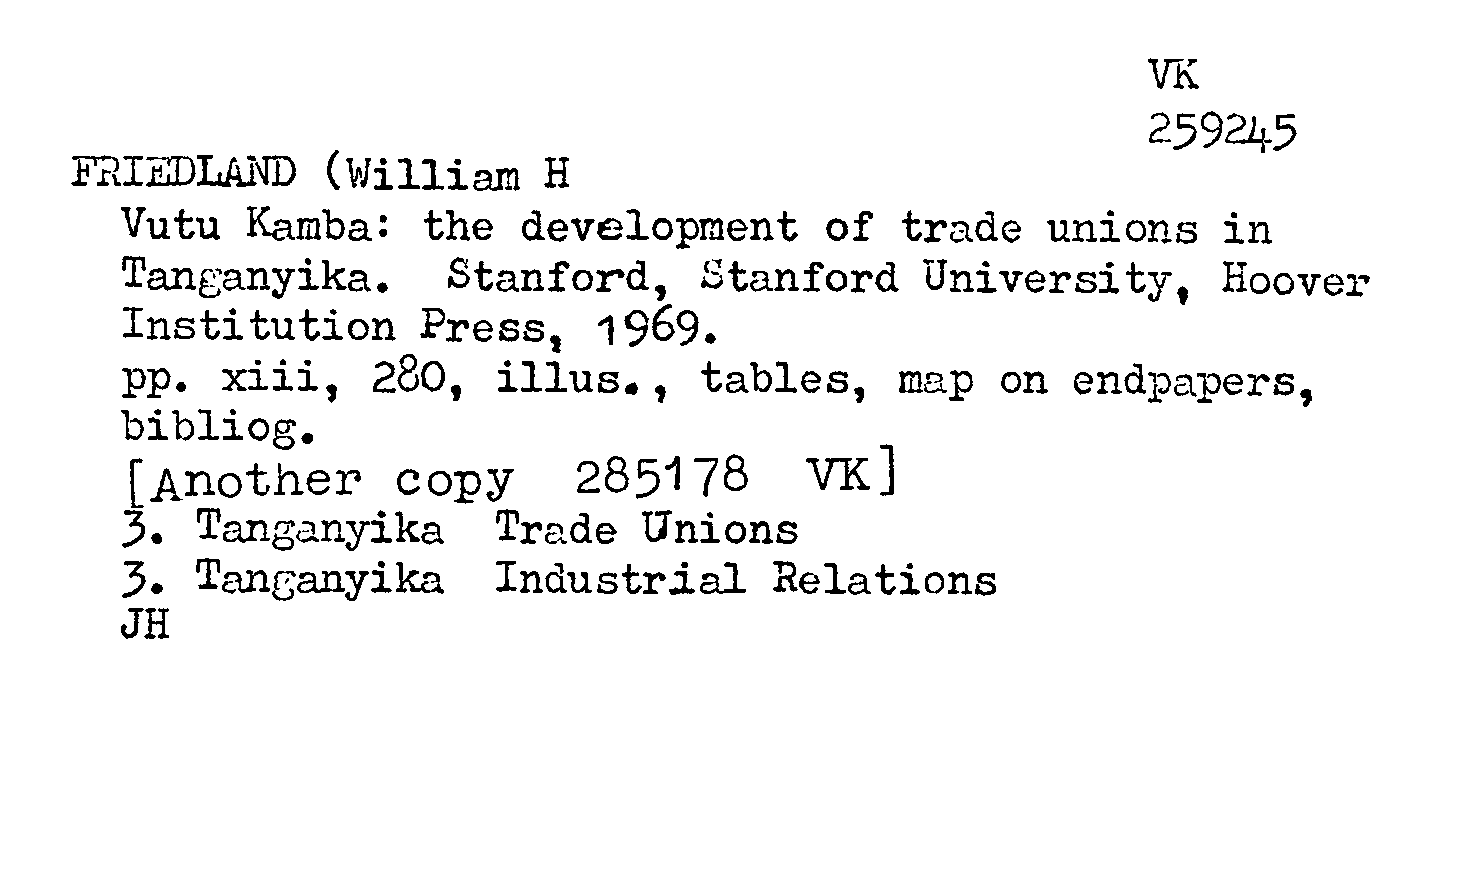 VK
259245
FRIEDLAND (William H
Vutu Kamba: the development of trade unions in
Tanganyika. Stanford, Stanford University, Hoover
Institution Press, 1969.
pp. xiii, 280, illus., tables, map on endpapers,
bibliog.
[Another copy 285178 VK]
3. Tanganyika Trade Unions
3. Tanganyika Industrial Relations
JH